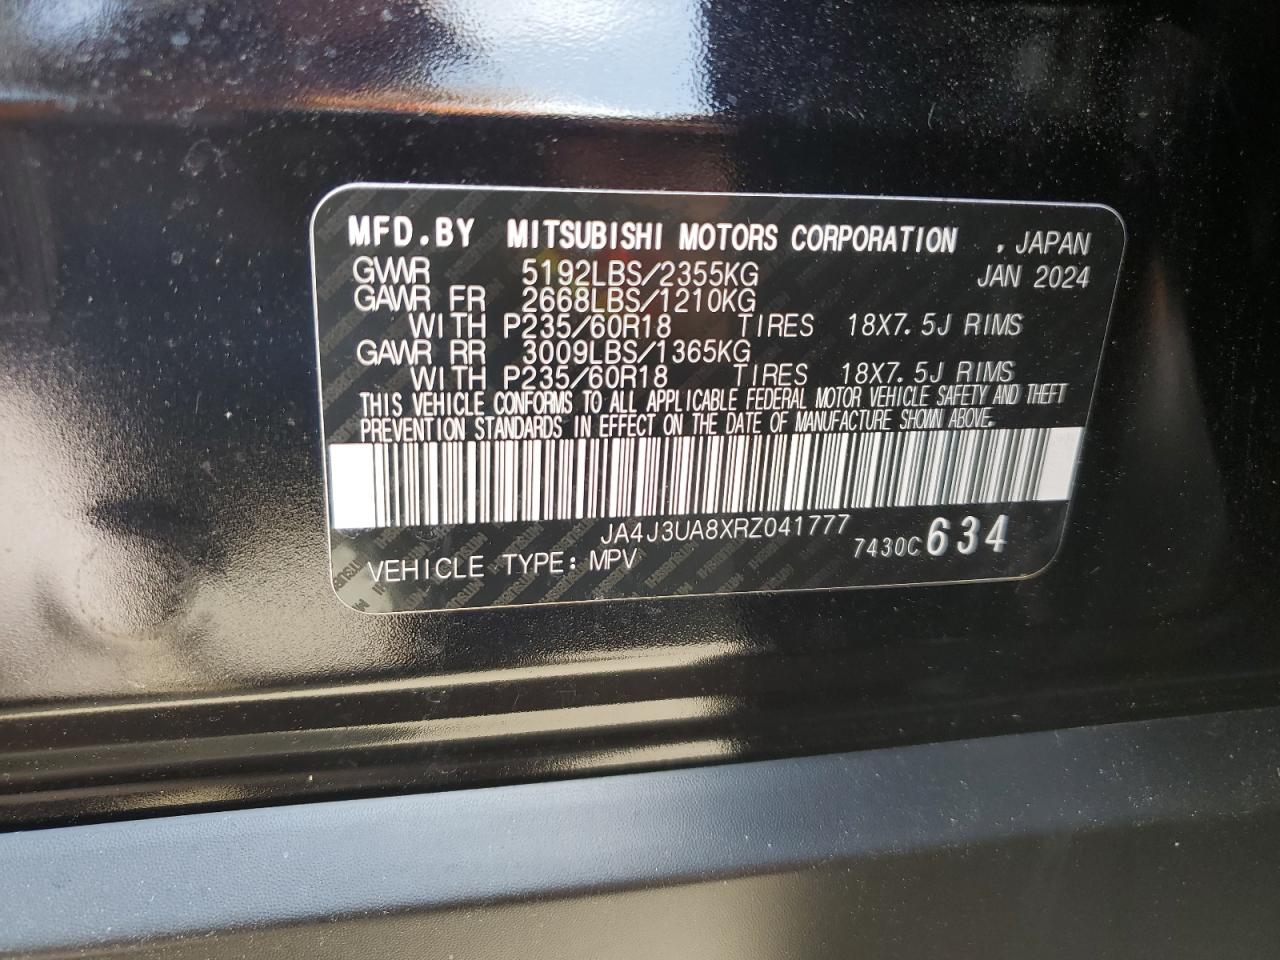 MFD.BY MITSUBISHI MOTORS CORPORATION , JAPAN
GVWR 5192LBS/2355KG JAN 2024
GAWR FR 2668LBS/1210KG
WITH P235/60R18 TIRES 18X7.5J RIMS
GAWR RR 3009LBS/1365KG
WITH P235/60R18 TIRES 18X7.5J RIMS
THIS VEHICLE CONFORMS TO ALL APPLICABLE FEDERAL MOTOR VEHICLE SAFETY AND THEFT
PREVENTION STANDARDS IN EFFECT ON THE DATE OF MANUFACTURE SHOWN ABOVE.
JA4J3UA8XRZ041777
7430C634
VEHICLE TYPE: MPV